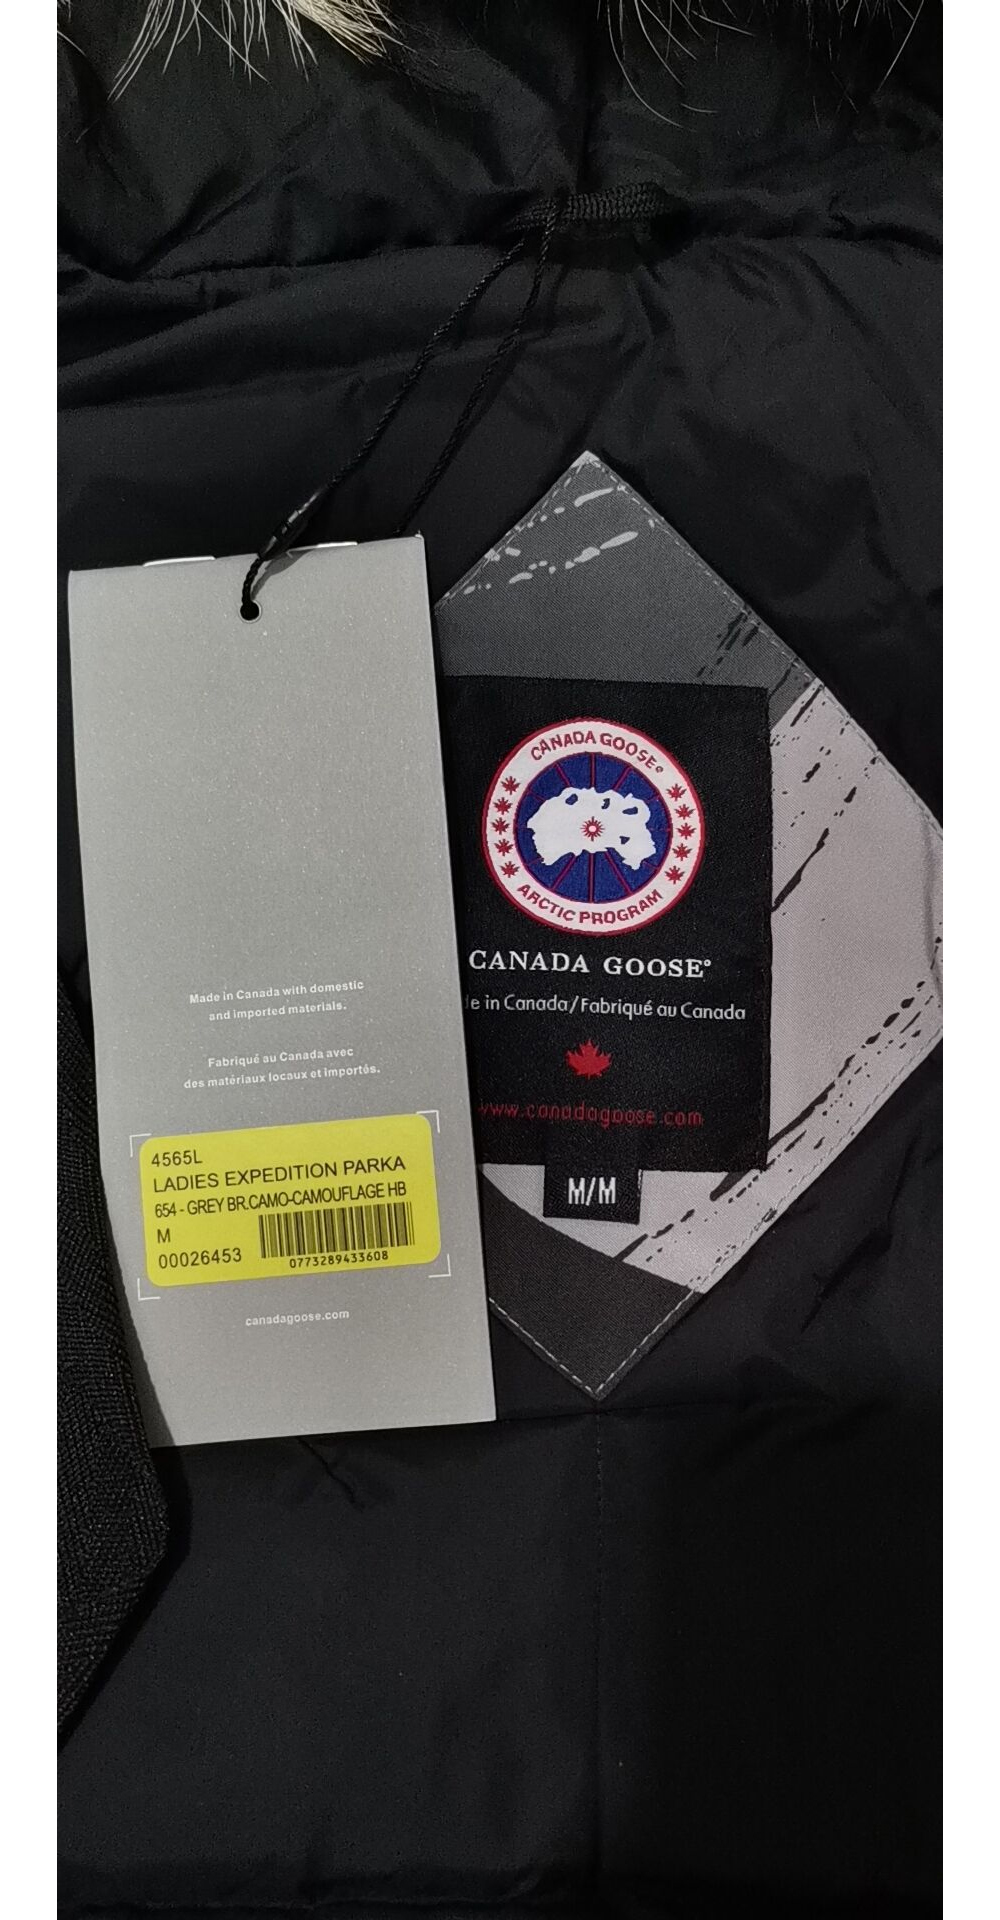 Made in Canada with domestic
and imported materials.
Fabriqué au Canada avec
des matériaux locaux et importés.
4565L
LADIES EXPEDITION PARKA
654 - GREY BR.CAMO-CAMOUFLAGE HB
M
00026453
0773289433608
canadagoose.com
CANADA GOOSE®
ARCTIC PROGRAM
CANADA GOOSE®
e in Canada/Fabriqué au Canada
www.canadagoose.com
M/M